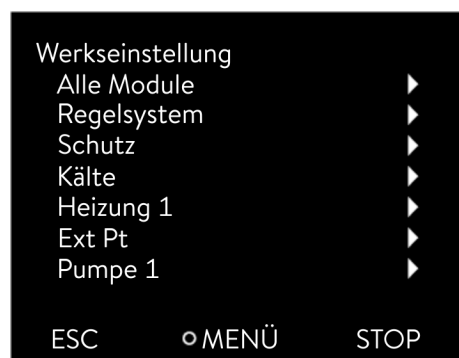 Werkseinstellung
Alle Module
Regelsystem
Schutz
Kälte
Heizung 1
Ext Pt
Pumpe 1
ESC MENÜ STOP